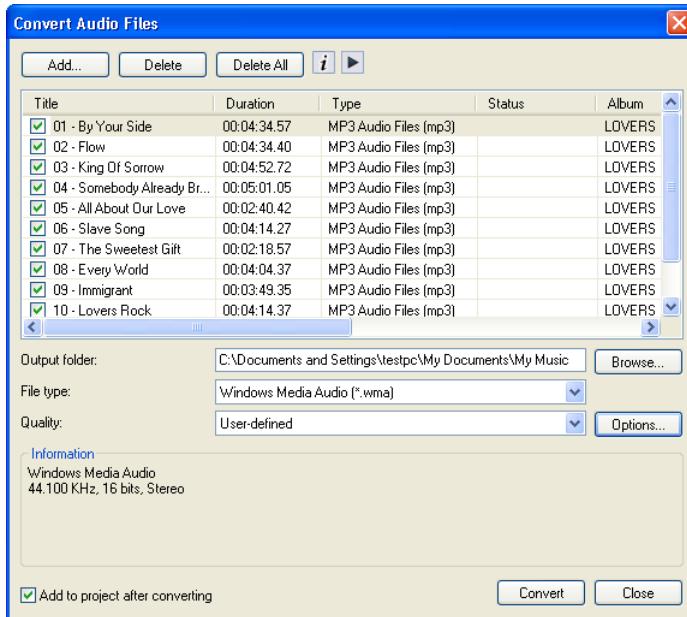 Convert Audio Files
Add... Delete Delete All i
Title Duration Type Status Album
01 - By Your Side 00:04:34.57 MP3 Audio Files (mp3) LOVERS
02 - Flow 00:04:34.40 MP3 Audio Files (mp3) LOVERS
03 - King Of Sorrow 00:04:52.72 MP3 Audio Files (mp3) LOVERS
04 - Somebody Already Br... 00:05:01.05 MP3 Audio Files (mp3) LOVERS
05 - All About Our Love 00:02:40.42 MP3 Audio Files (mp3) LOVERS
06 - Slave Song 00:04:14.27 MP3 Audio Files (mp3) LOVERS
07 - The Sweetest Gift 00:02:18.57 MP3 Audio Files (mp3) LOVERS
08 - Every World 00:04:04.37 MP3 Audio Files (mp3) LOVERS
09 - Immigrant 00:03:49.35 MP3 Audio Files (mp3) LOVERS
10 - Lovers Rock 00:04:14.37 MP3 Audio Files (mp3) LOVERS
Output folder: C:\Documents and Settings\testpc\My Documents\My Music Browse...
File type: Windows Media Audio (*.wma)
Quality: User-defined Options...
Information
Windows Media Audio
44.100 KHz, 16 bits, Stereo
Add to project after converting Convert Close